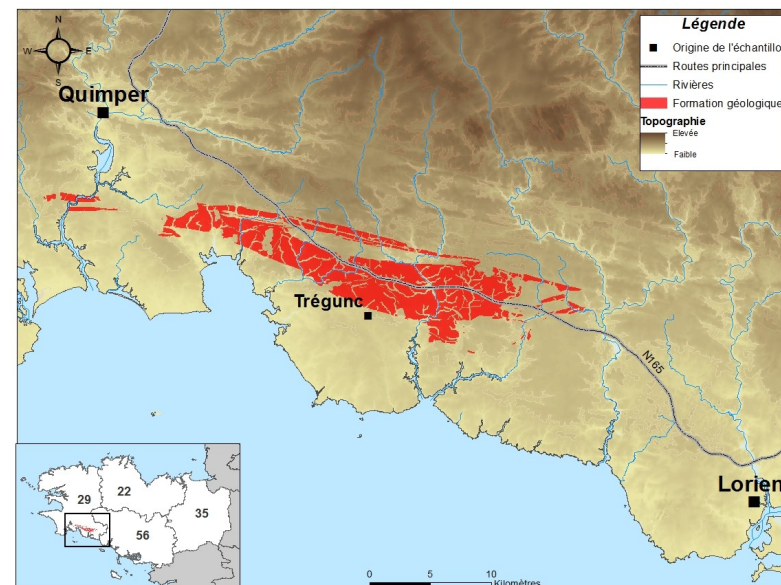 N
W
E
S
Quimper
Trégunc
N165
Lorien
Légende
Origine de l'échantillo
Routes principales
Rivières
Formation géologique
Topographie
Elevée
Faible
29
22
35
56
0
5
10
Kilomètres